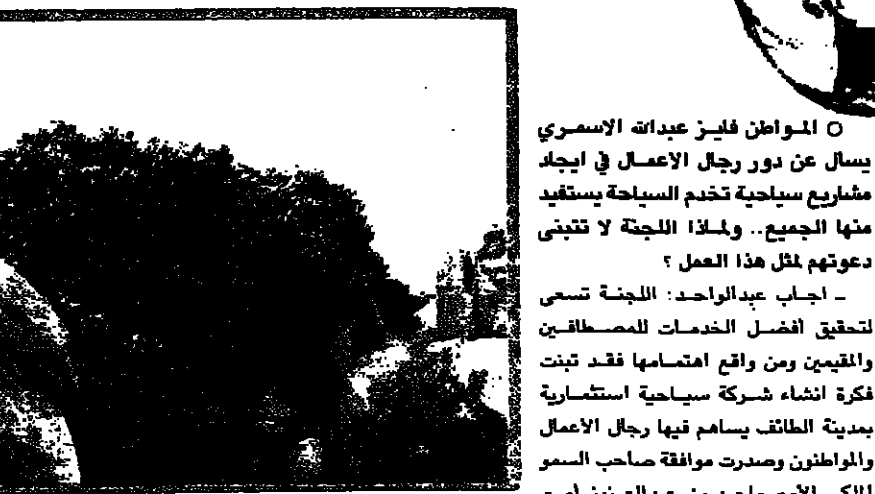 ○ المواطن فايز عبدالله الاسمري
يسأل عن دور رجال الاعمال في ايجاد
مشاريع سياحية تخدم السياحة يستفيد
منها الجميع.. ولماذا اللجنة لا تتبنى
دعوتهم لمثل هذا العمل ؟
ـ اجاب عبدالواحد: اللجنة تسعى
لتحقيق أفضل الخدمات للمصطافين
والمقيمين ومن واقع اهتمامها فقد تبنت
فكرة انشاء شركة سياحية استثمارية
بمدينة الطائف يساهم فيها رجال الأعمال
والمواطنون وصدرت موافقة صاحب السمو